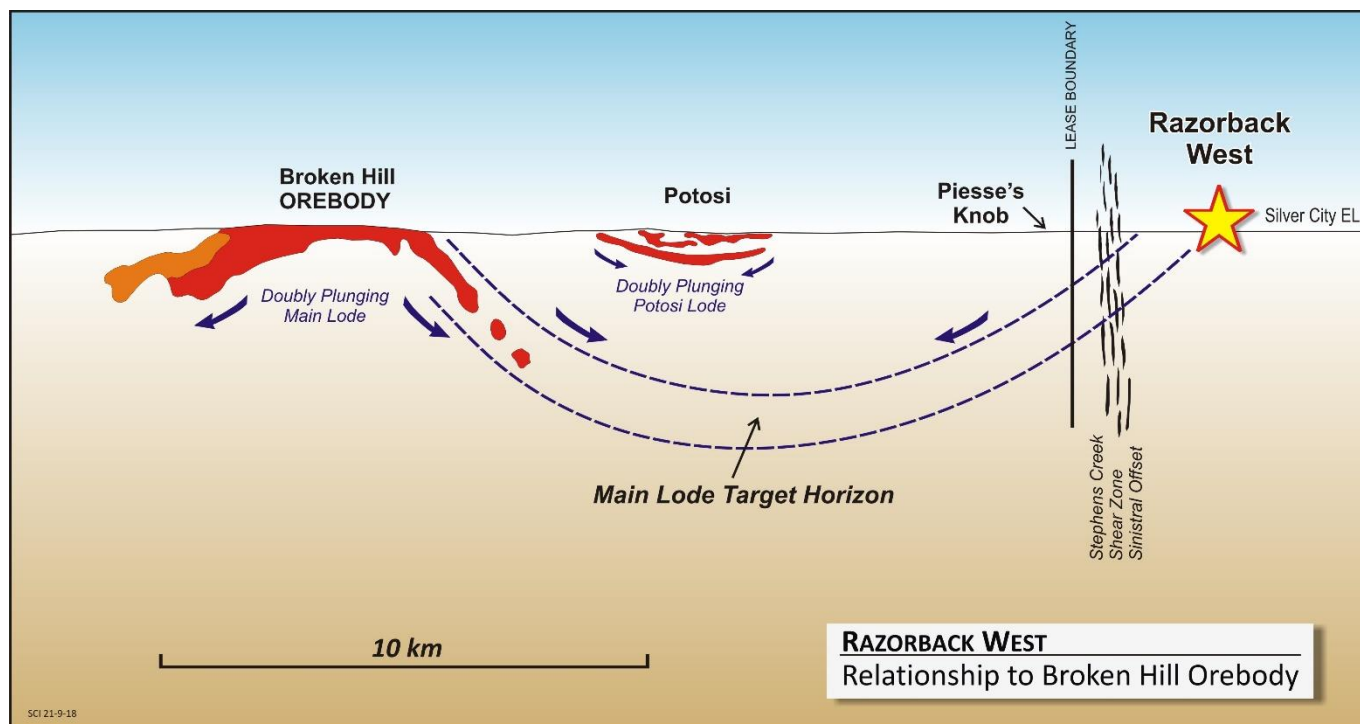 LEASE BOUNDARY
Razorback
West
Broken Hill
OREBODY
Potosi
Piesse's
Knob
Silver City EL
Doubly Plunging
Main Lode
Doubly Plunging
Potosi Lode
Main Lode Target Horizon
Stephens Creek
Shear Zone
Sinistral Offset
10 km
RAZORBACK WEST
Relationship to Broken Hill Orebody
SCI 21-9-18